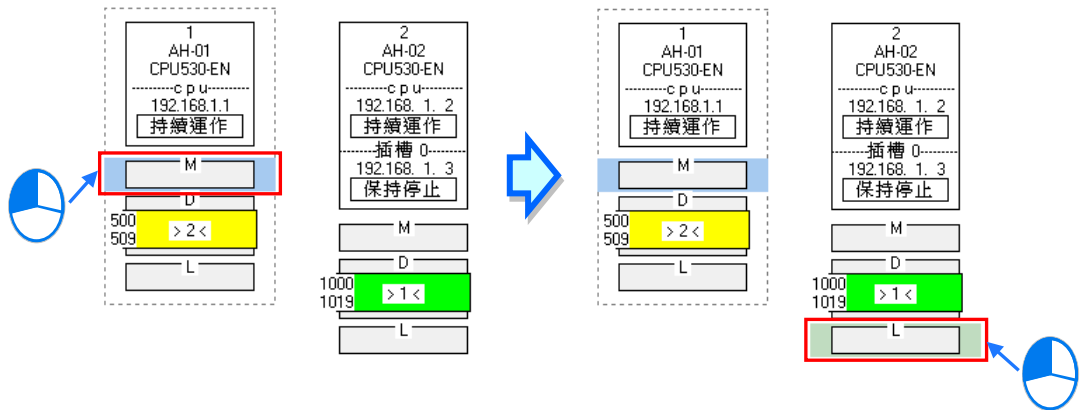 1
AH-01
CPU530-EN
cpu
192.168.1.1
持續運作
M
D
500
509
>2<
L
2
AH-02
CPU530-EN
cpu
192.168. 1. 2
持續運作
插槽 0
192.168. 1. 3
保持停止
M
D
1000
1019
>1<
L
1
AH-01
CPU530-EN
cpu
192.168.1.1
持續運作
M
D
500
509
>2<
L
2
AH-02
CPU530-EN
cpu
192.168. 1. 2
持續運作
插槽 0
192.168. 1. 3
保持停止
M
D
1000
1019
>1<
L